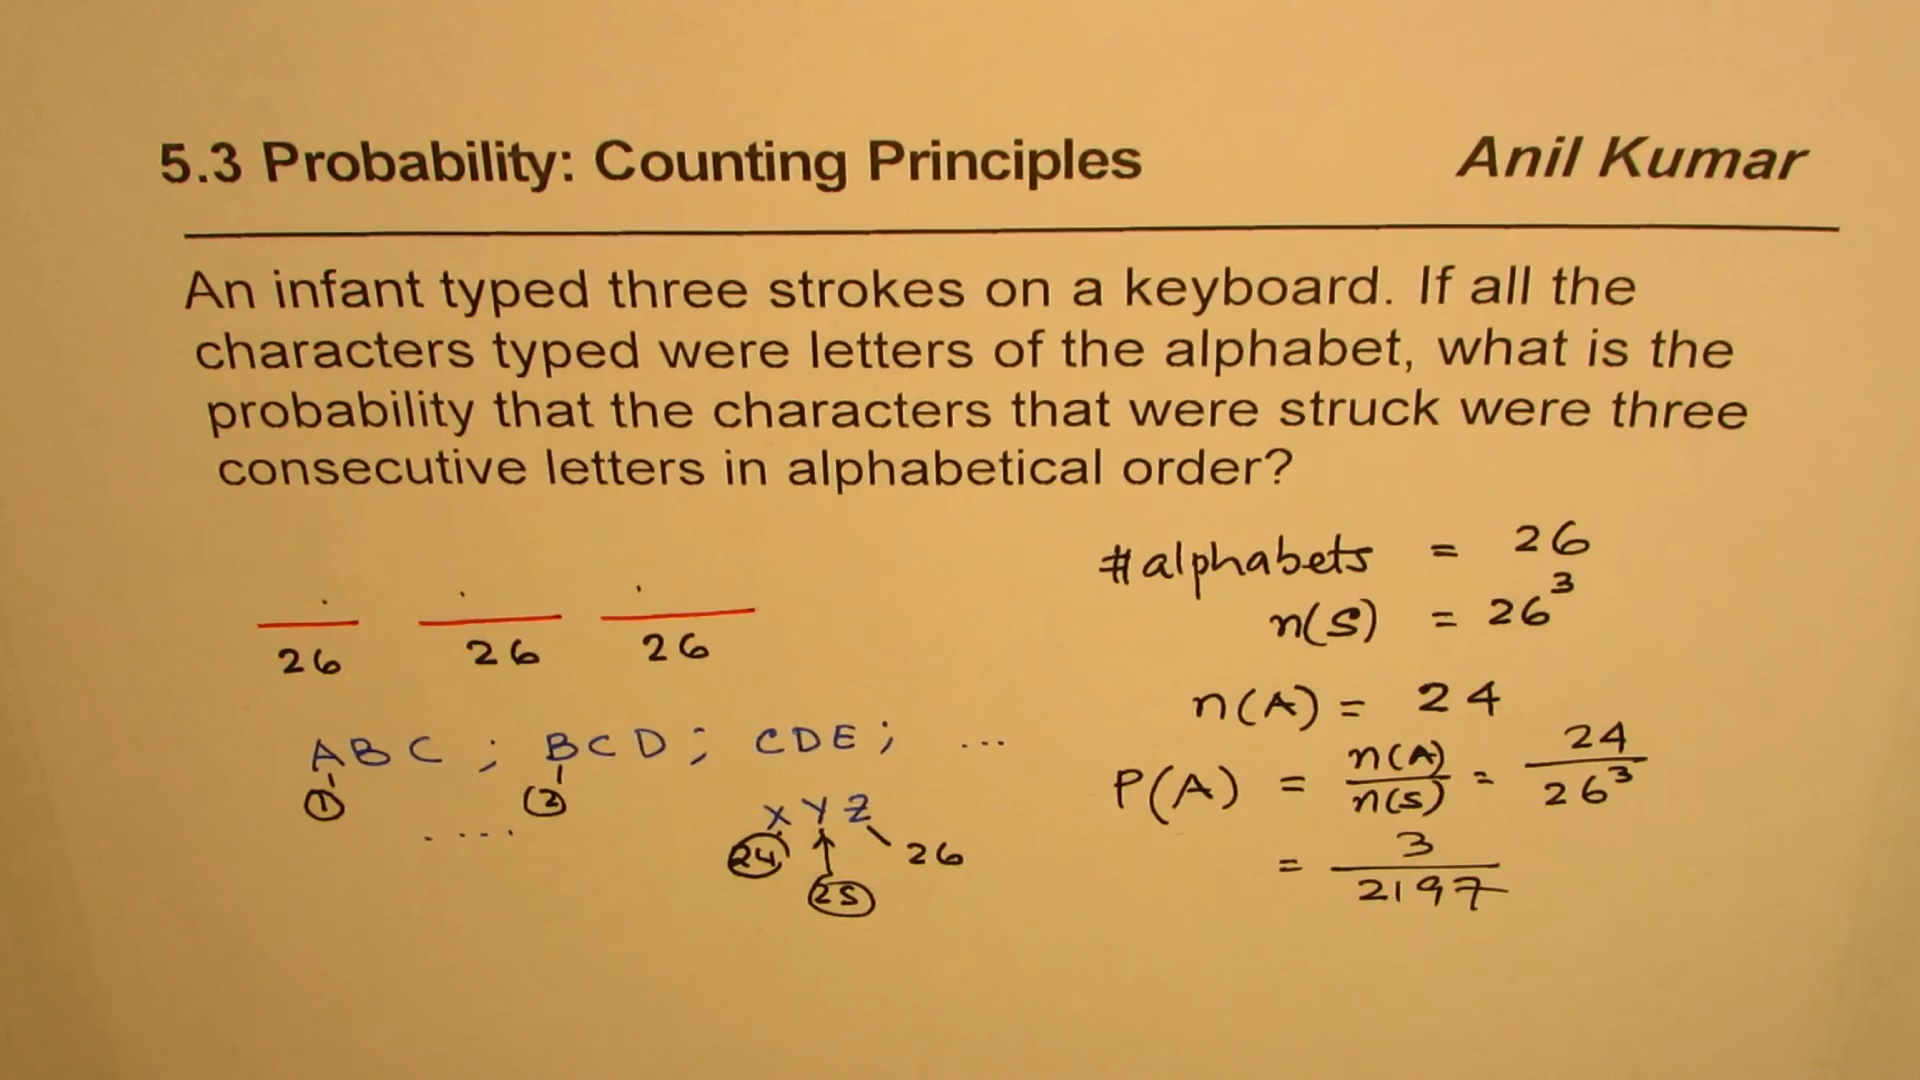 5.3 Probability: Counting Principles Anil Kumar
An infant typed three strokes on a keyboard. If all the
characters typed were letters of the alphabet, what is the
probability that the characters that were struck were three
consecutive letters in alphabetical order?
#alphabets = 26
n(S) = 26³
26 26 26
n(A) = 24
ABC ; BCD ; CDE ; ...
① ②
P(A) = n(A)/n(S) = 24/26³
.... XYZ
24 25 26
= 3/2197